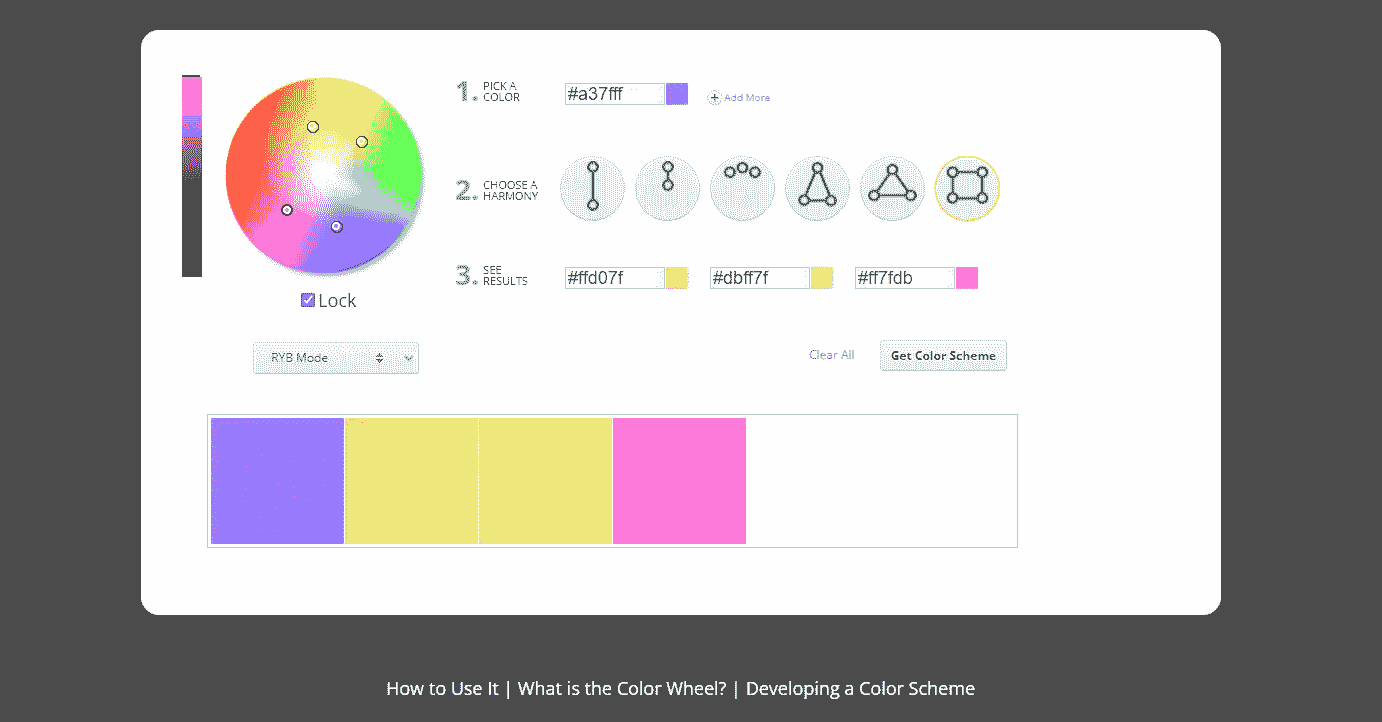 1. PICK A
COLOR
#a37fff
Add More
2. CHOOSE A
HARMONY
3. SEE
RESULTS
#ffd07f
#dbff7f
#ff7fdb
Lock
RYB Mode
Clear All
Get Color Scheme
How to Use It | What is the Color Wheel? | Developing a Color Scheme